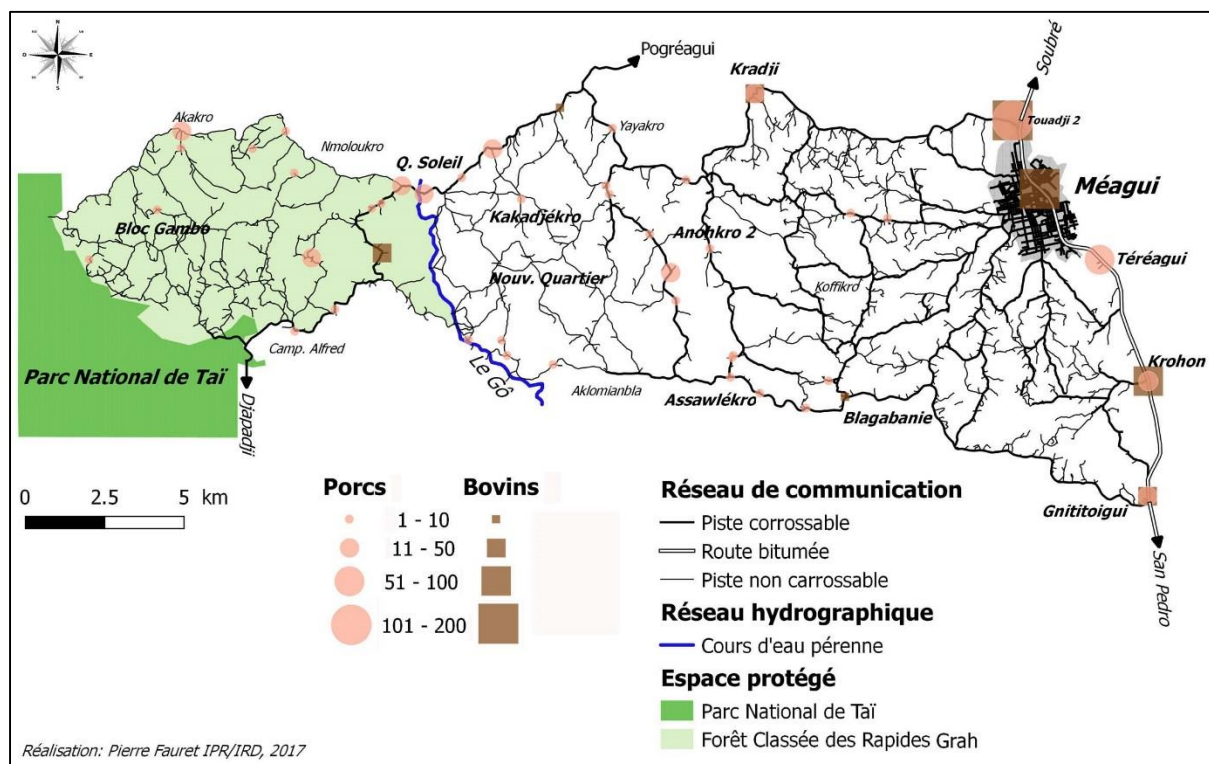 N
O
E
S
Pogréagui
Soubré
Kradji
Akakro
Nmoloukro
Yayakro
Touadji 2
Q. Soleil
Méagui
Kakadjékro
Bloc Gambo
Anohkro 2
Téréagui
Nouv. Quartier
Koffikro
Camp. Alfred
Le Gô
Parc National de Taï
Krohon
Aklomianbla
Assawlékro
Blagabanie
Djapadji
Gnititoigui
San Pedro
0 2.5 5 km
Porcs Bovins
1 - 10
11 - 50
51 - 100
101 - 200
Réseau de communication
Piste corrossable
Route bitumée
Piste non carrossable
Réseau hydrographique
Cours d'eau pérenne
Espace protégé
Parc National de Taï
Forêt Classée des Rapides Grah
Réalisation: Pierre Fauret IPR/IRD, 2017